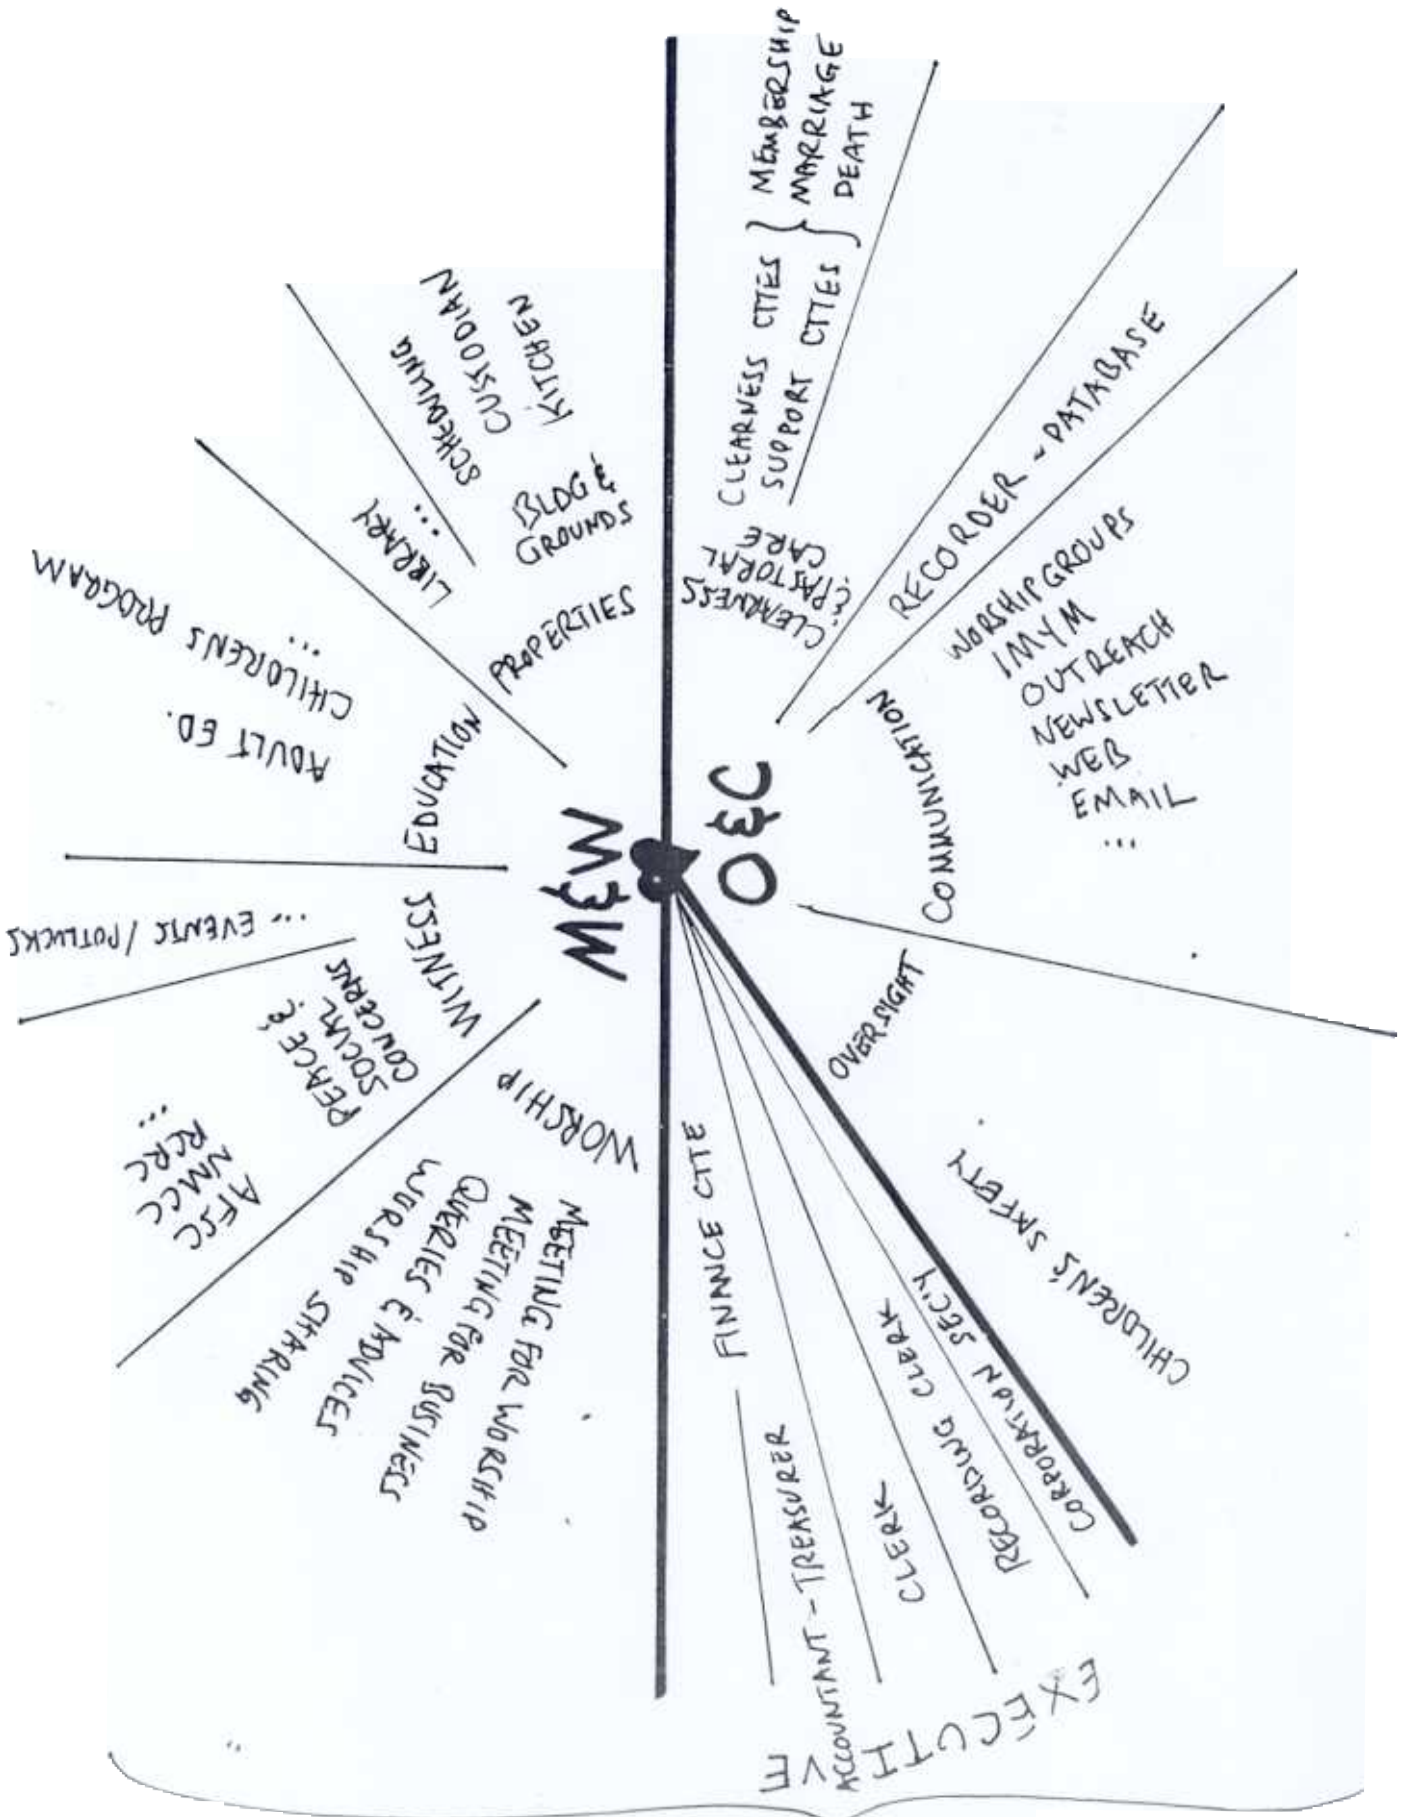 MEMBERSHIP
MARRIAGE
DEATH
CLEARNESS CTTES }
SUPPORT CTTES }
CLEARNESS
& PASTORAL
CARE
RECORDER - DATABASE
WORSHIP GROUPS
IMYM
OUTREACH
NEWSLETTER
WEB
EMAIL
...
COMMUNICATION
O&C
OVERSIGHT
CHILDREN'S SAFETY
CORPORATION SEC'Y
RECORDING CLERK
CLERK
ACCOUNTANT - TREASURER
FINANCE CTTE
EXECUTIVE
M&W
WORSHIP
MEETING FOR WORSHIP
MEETING FOR BUSINESS
QUERIES & ADVICES
WORSHIP SHARING
WITNESS
PEACE &
SOCIAL
CONCERNS
AFSC
NMCC
RCRC
...
... EVENTS / POTLUCKS
EDUCATION
ADULT ED.
CHILDRENS PROGRAM
...
PROPERTIES
LIBRARY
...
BLDG &
GROUNDS
SCHEDULING
CUSTODIAN
KITCHEN